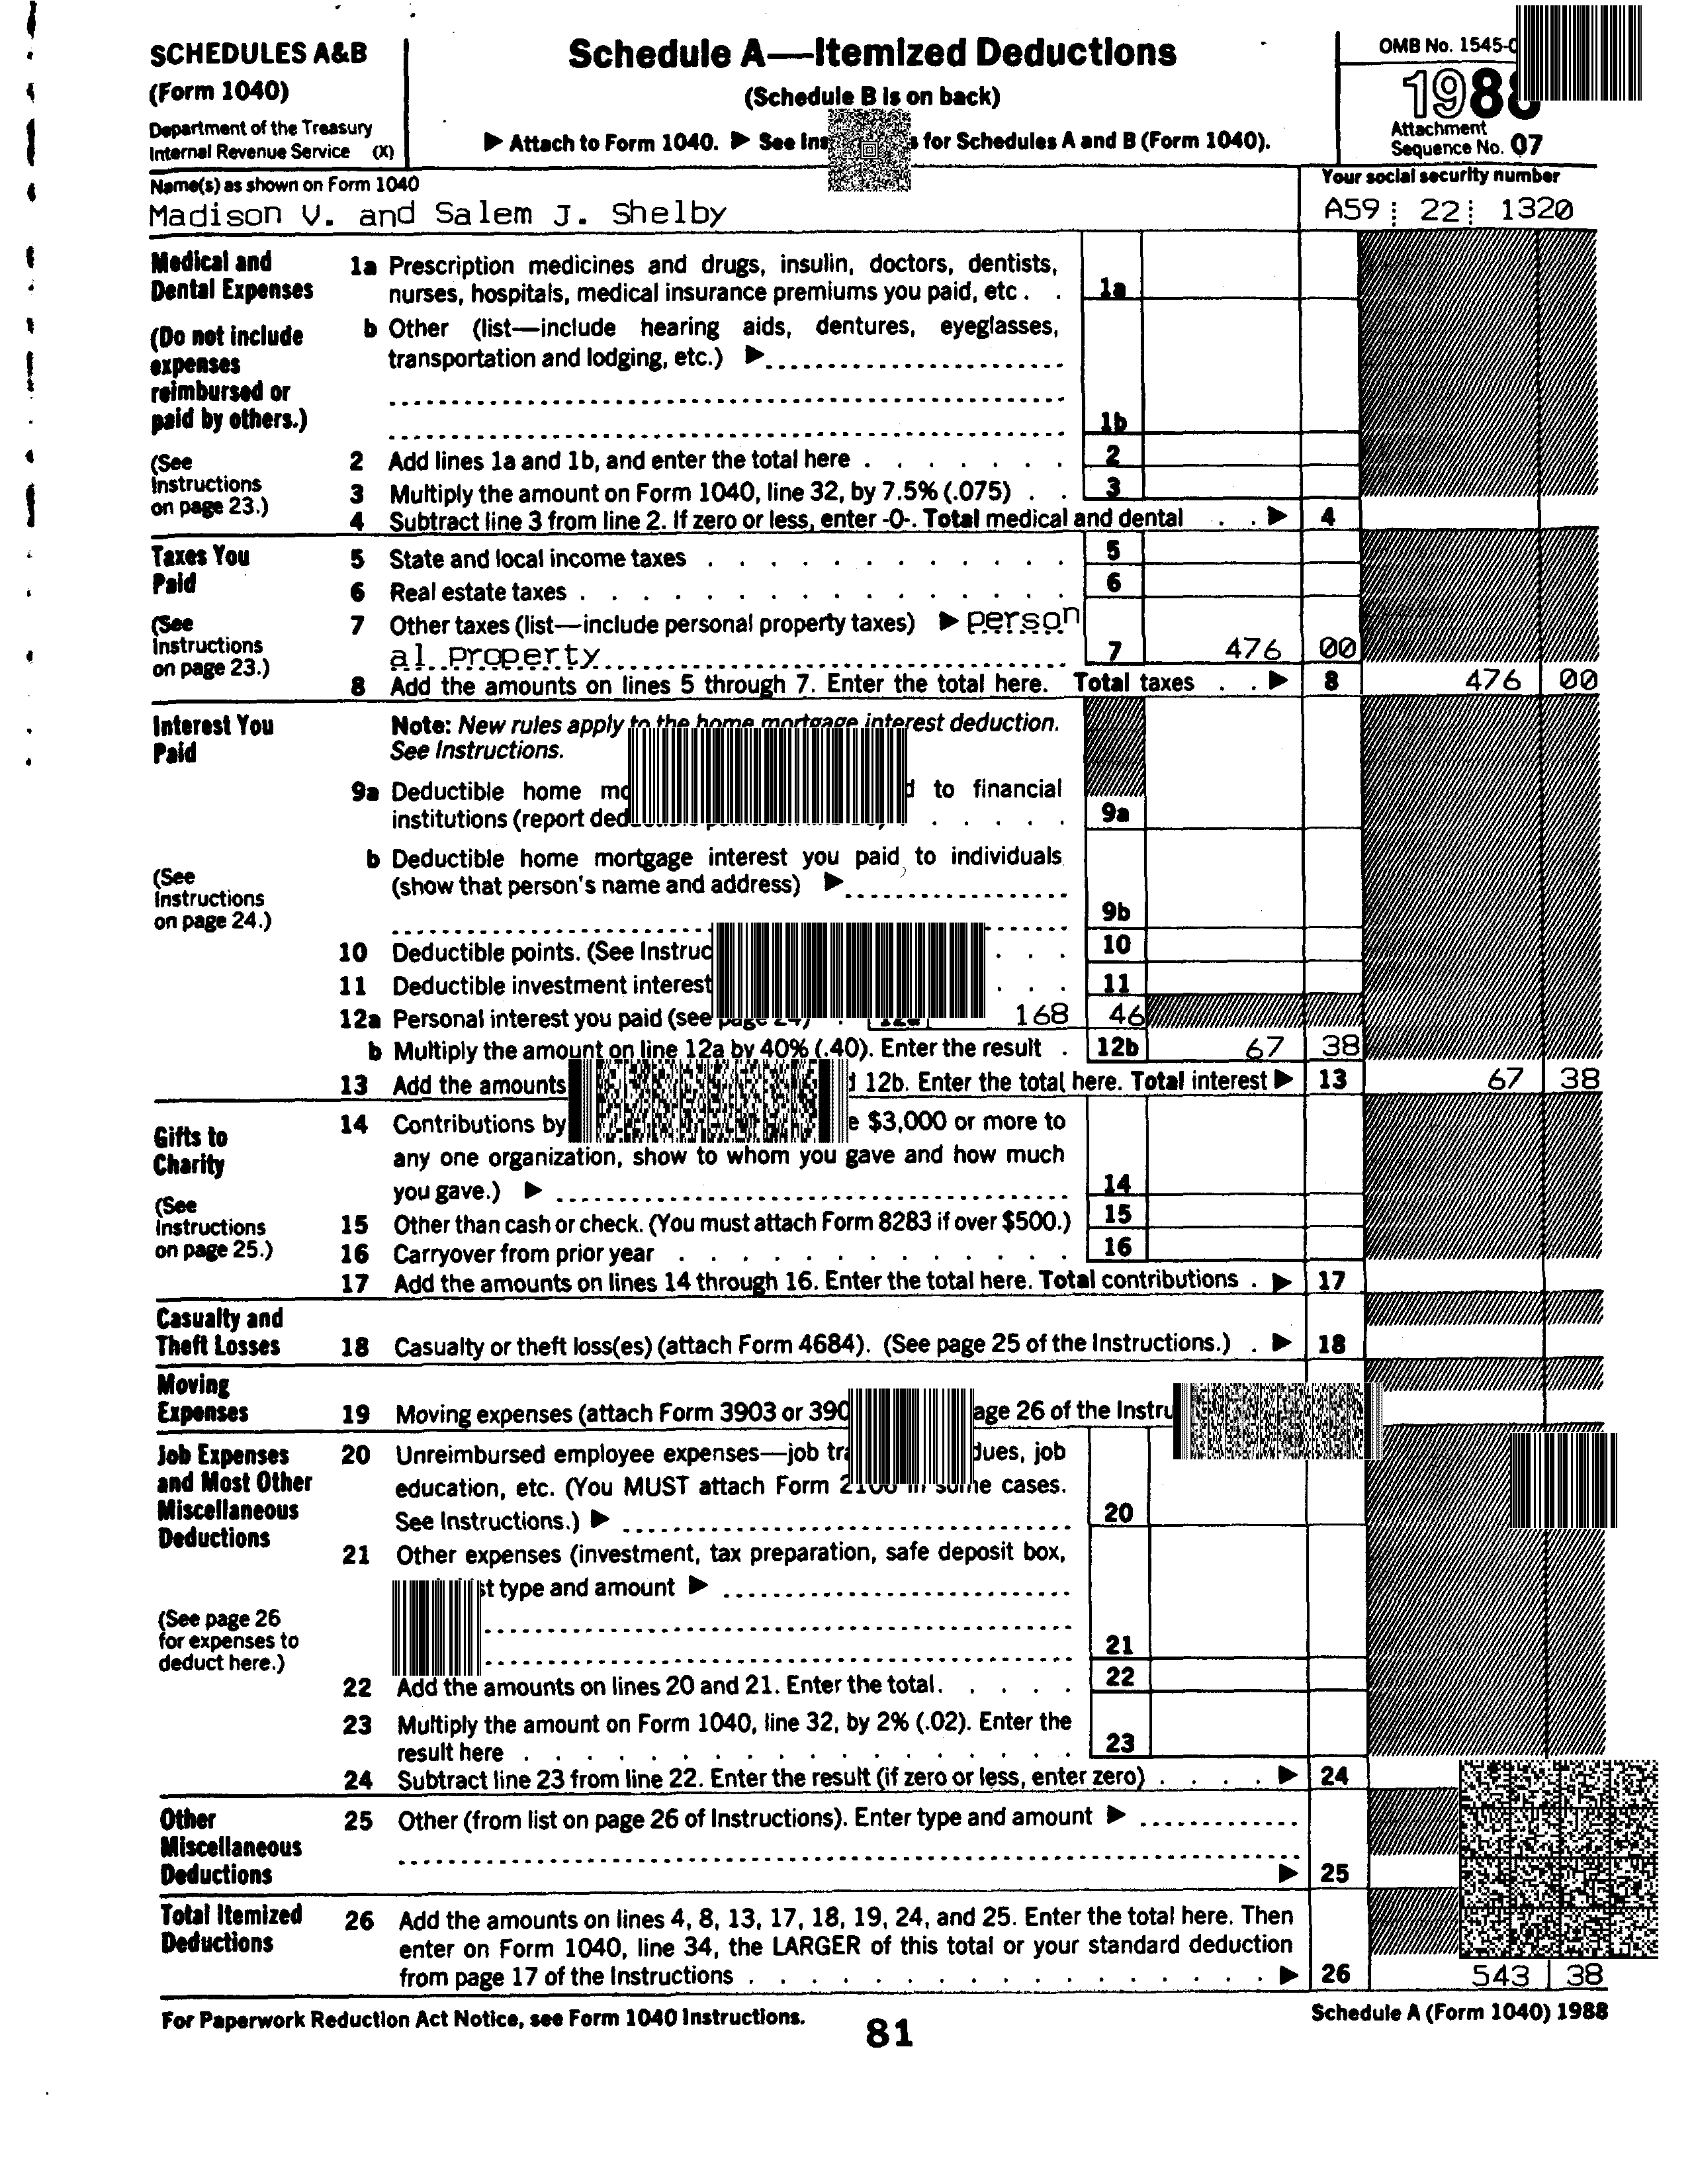 SCHEDULES A&B
(Form 1040)
Department of the Treasury
Internal Revenue Service (X)
Schedule A—Itemized Deductions
(Schedule B is on back)
▶ Attach to Form 1040. ▶ See for Schedules A and B (Form 1040).
OMB No. 1545-
1988
Attachment
Sequence No. 07
Name(s) as shown on Form 1040
Madison V. and Salem J. Shelby
Your social security number
A59 22 1320
Medical and
Dental Expenses
(Do not include
expenses
reimbursed or
paid by others.)
(See
Instructions
on page 23.)
1a Prescription medicines and drugs, insulin, doctors, dentists,
nurses, hospitals, medical insurance premiums you paid, etc . . 1a
b Other (list—include hearing aids, dentures, eyeglasses,
transportation and lodging, etc.) ▶
1b
2 Add lines 1a and 1b, and enter the total here . . . . . . . 2
3 Multiply the amount on Form 1040, line 32, by 7.5% (.075) . . 3
4 Subtract line 3 from line 2. If zero or less, enter -0-. Total medical and dental . . ▶ 4
Taxes You
Paid
(See
Instructions
on page 23.)
5 State and local income taxes . . . . . . . . . . . . 5
6 Real estate taxes . . . . . . . . . . . . . . . . 6
7 Other taxes (list—include personal property taxes) ▶ person
al property 7 476 00
8 Add the amounts on lines 5 through 7. Enter the total here. Total taxes . . ▶ 8 476 00
Interest You
Paid
(See
Instructions
on page 24.)
Note: New rules apply to the home mortgage interest deduction.
See Instructions.
9a Deductible home to financial
institutions (report . . . . . 9a
b Deductible home mortgage interest you paid to individuals
(show that person's name and address) ▶
9b
10 Deductible points. (See . . . 10
11 Deductible investment interest . . . 11
12a Personal interest you paid (see page 24) . 12a 168 46
b Multiply the amount on line 12a by 40% (.40). Enter the result . 12b 67 38
13 Add the amounts 12b. Enter the total here. Total interest ▶ 13 67 38
Gifts to
Charity
(See
Instructions
on page 25.)
14 Contributions by $3,000 or more to
any one organization, show to whom you gave and how much
you gave.) ▶ 14
15 Other than cash or check. (You must attach Form 8283 if over $500.) 15
16 Carryover from prior year . . . . . . . . . . . . . 16
17 Add the amounts on lines 14 through 16. Enter the total here. Total contributions . ▶ 17
Casualty and
Theft Losses
18 Casualty or theft loss(es) (attach Form 4684). (See page 25 of the Instructions.) . ▶ 18
Moving
Expenses
19 Moving expenses (attach Form 3903 or 26 of the
Job Expenses
and Most Other
Miscellaneous
Deductions
(See page 26
for expenses to
deduct here.)
20 Unreimbursed employee expenses—job job
education, etc. (You MUST attach Form 2106 in some cases.
See Instructions.) ▶ 20
21 Other expenses (investment, tax preparation, safe deposit box,
type and amount ▶
21
22 Add the amounts on lines 20 and 21. Enter the total. . . . . 22
23 Multiply the amount on Form 1040, line 32, by 2% (.02). Enter the
result here . . . . . . . . . . . . . . . . . . 23
24 Subtract line 23 from line 22. Enter the result (if zero or less, enter zero) . . . . ▶ 24
Other
Miscellaneous
Deductions
25 Other (from list on page 26 of Instructions). Enter type and amount ▶
▶ 25
Total Itemized
Deductions
26 Add the amounts on lines 4, 8, 13, 17, 18, 19, 24, and 25. Enter the total here. Then
enter on Form 1040, line 34, the LARGER of this total or your standard deduction
from page 17 of the Instructions . . . . . . . . . . . . . . . . . ▶ 26 543 38
For Paperwork Reduction Act Notice, see Form 1040 Instructions.
81
Schedule A (Form 1040) 1988